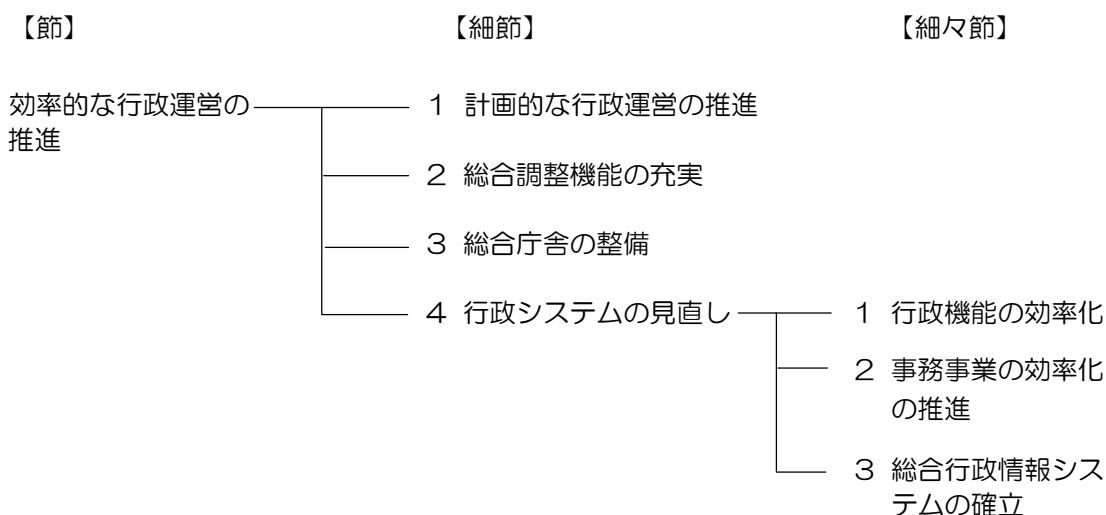 【節】
【細節】
【細々節】
効率的な行政運営の
推進
1 計画的な行政運営の推進
2 総合調整機能の充実
3 総合庁舎の整備
4 行政システムの見直し
1 行政機能の効率化
2 事務事業の効率化
の推進
3 総合行政情報シス
テムの確立